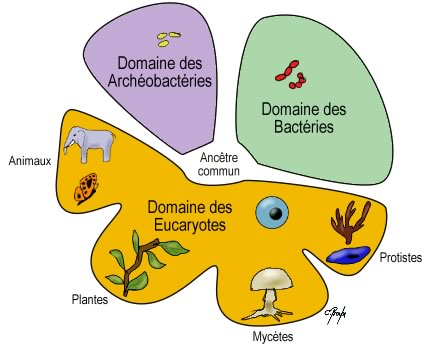 Domaine des
Archéobactéries
Domaine des
Bactéries
Ancêtre
commun
Animaux
Domaine des
Eucaryotes
Protistes
Plantes
Mycètes